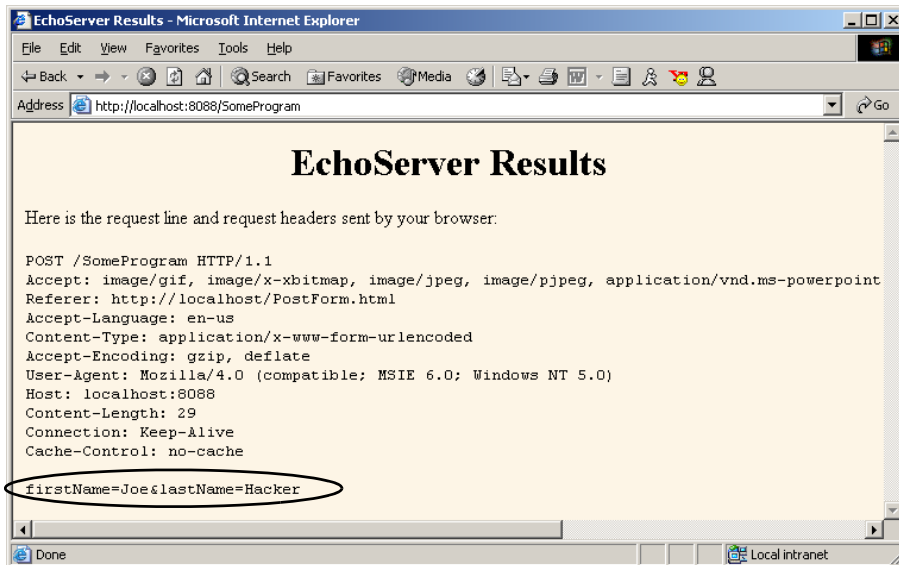 EchoServer Results - Microsoft Internet Explorer
File Edit View Favorites Tools Help
Back Search Favorites Media
Address http://localhost:8088/SomeProgram Go
EchoServer Results
Here is the request line and request headers sent by your browser:
POST /SomeProgram HTTP/1.1
Accept: image/gif, image/x-xbitmap, image/jpeg, image/pjpeg, application/vnd.ms-powerpoint
Referer: http://localhost/PostForm.html
Accept-Language: en-us
Content-Type: application/x-www-form-urlencoded
Accept-Encoding: gzip, deflate
User-Agent: Mozilla/4.0 (compatible; MSIE 6.0; Windows NT 5.0)
Host: localhost:8088
Content-Length: 29
Connection: Keep-Alive
Cache-Control: no-cache
firstName=Joe&lastName=Hacker
Done Local intranet